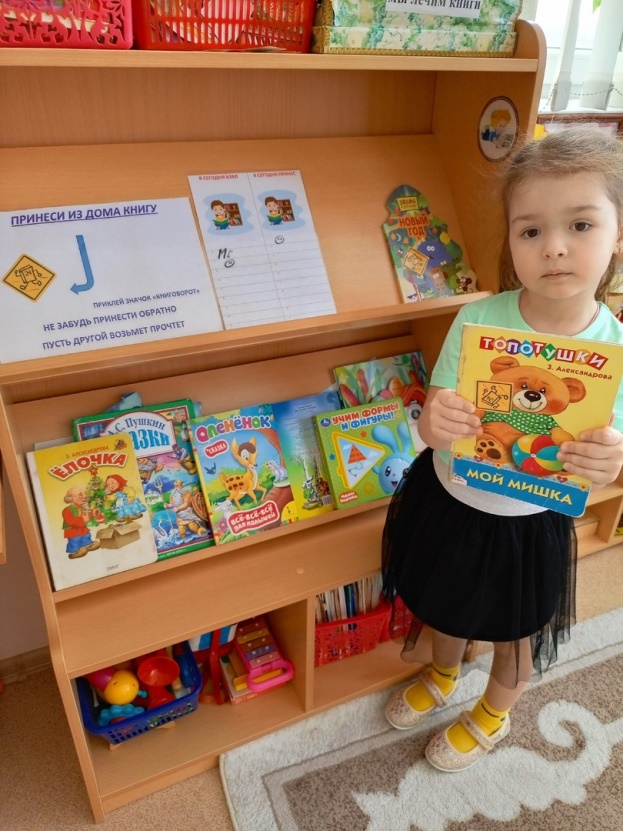 МЫ ЛЕЧИМ КНИГИ
ПРИНЕСИ ИЗ ДОМА КНИГУ
ПРИКЛЕЙ ЗНАЧОК «КНИГОВОРОТ»
НЕ ЗАБУДЬ ПРИНЕСТИ ОБРАТНО
ПУСТЬ ДРУГОЙ ВОЗЬМЕТ ПРОЧТЕТ
Я СЕГОДНЯ ВЗЯЛ
Я СЕГОДНЯ ПРИНЕС
НОВЫЙ
ГОД
ТОПОТУШКИ
З. Александрова
МОЙ МИШКА
З. АЛЕКСАНДРОВА
ЁЛОЧКА
А.С. Пушкин
Оленёнок
СКАЗКА
ВСЁ-ВСЁ-ВСЁ
для малышей
УЧИМ ФОРМЫ
И ФИГУРЫ!